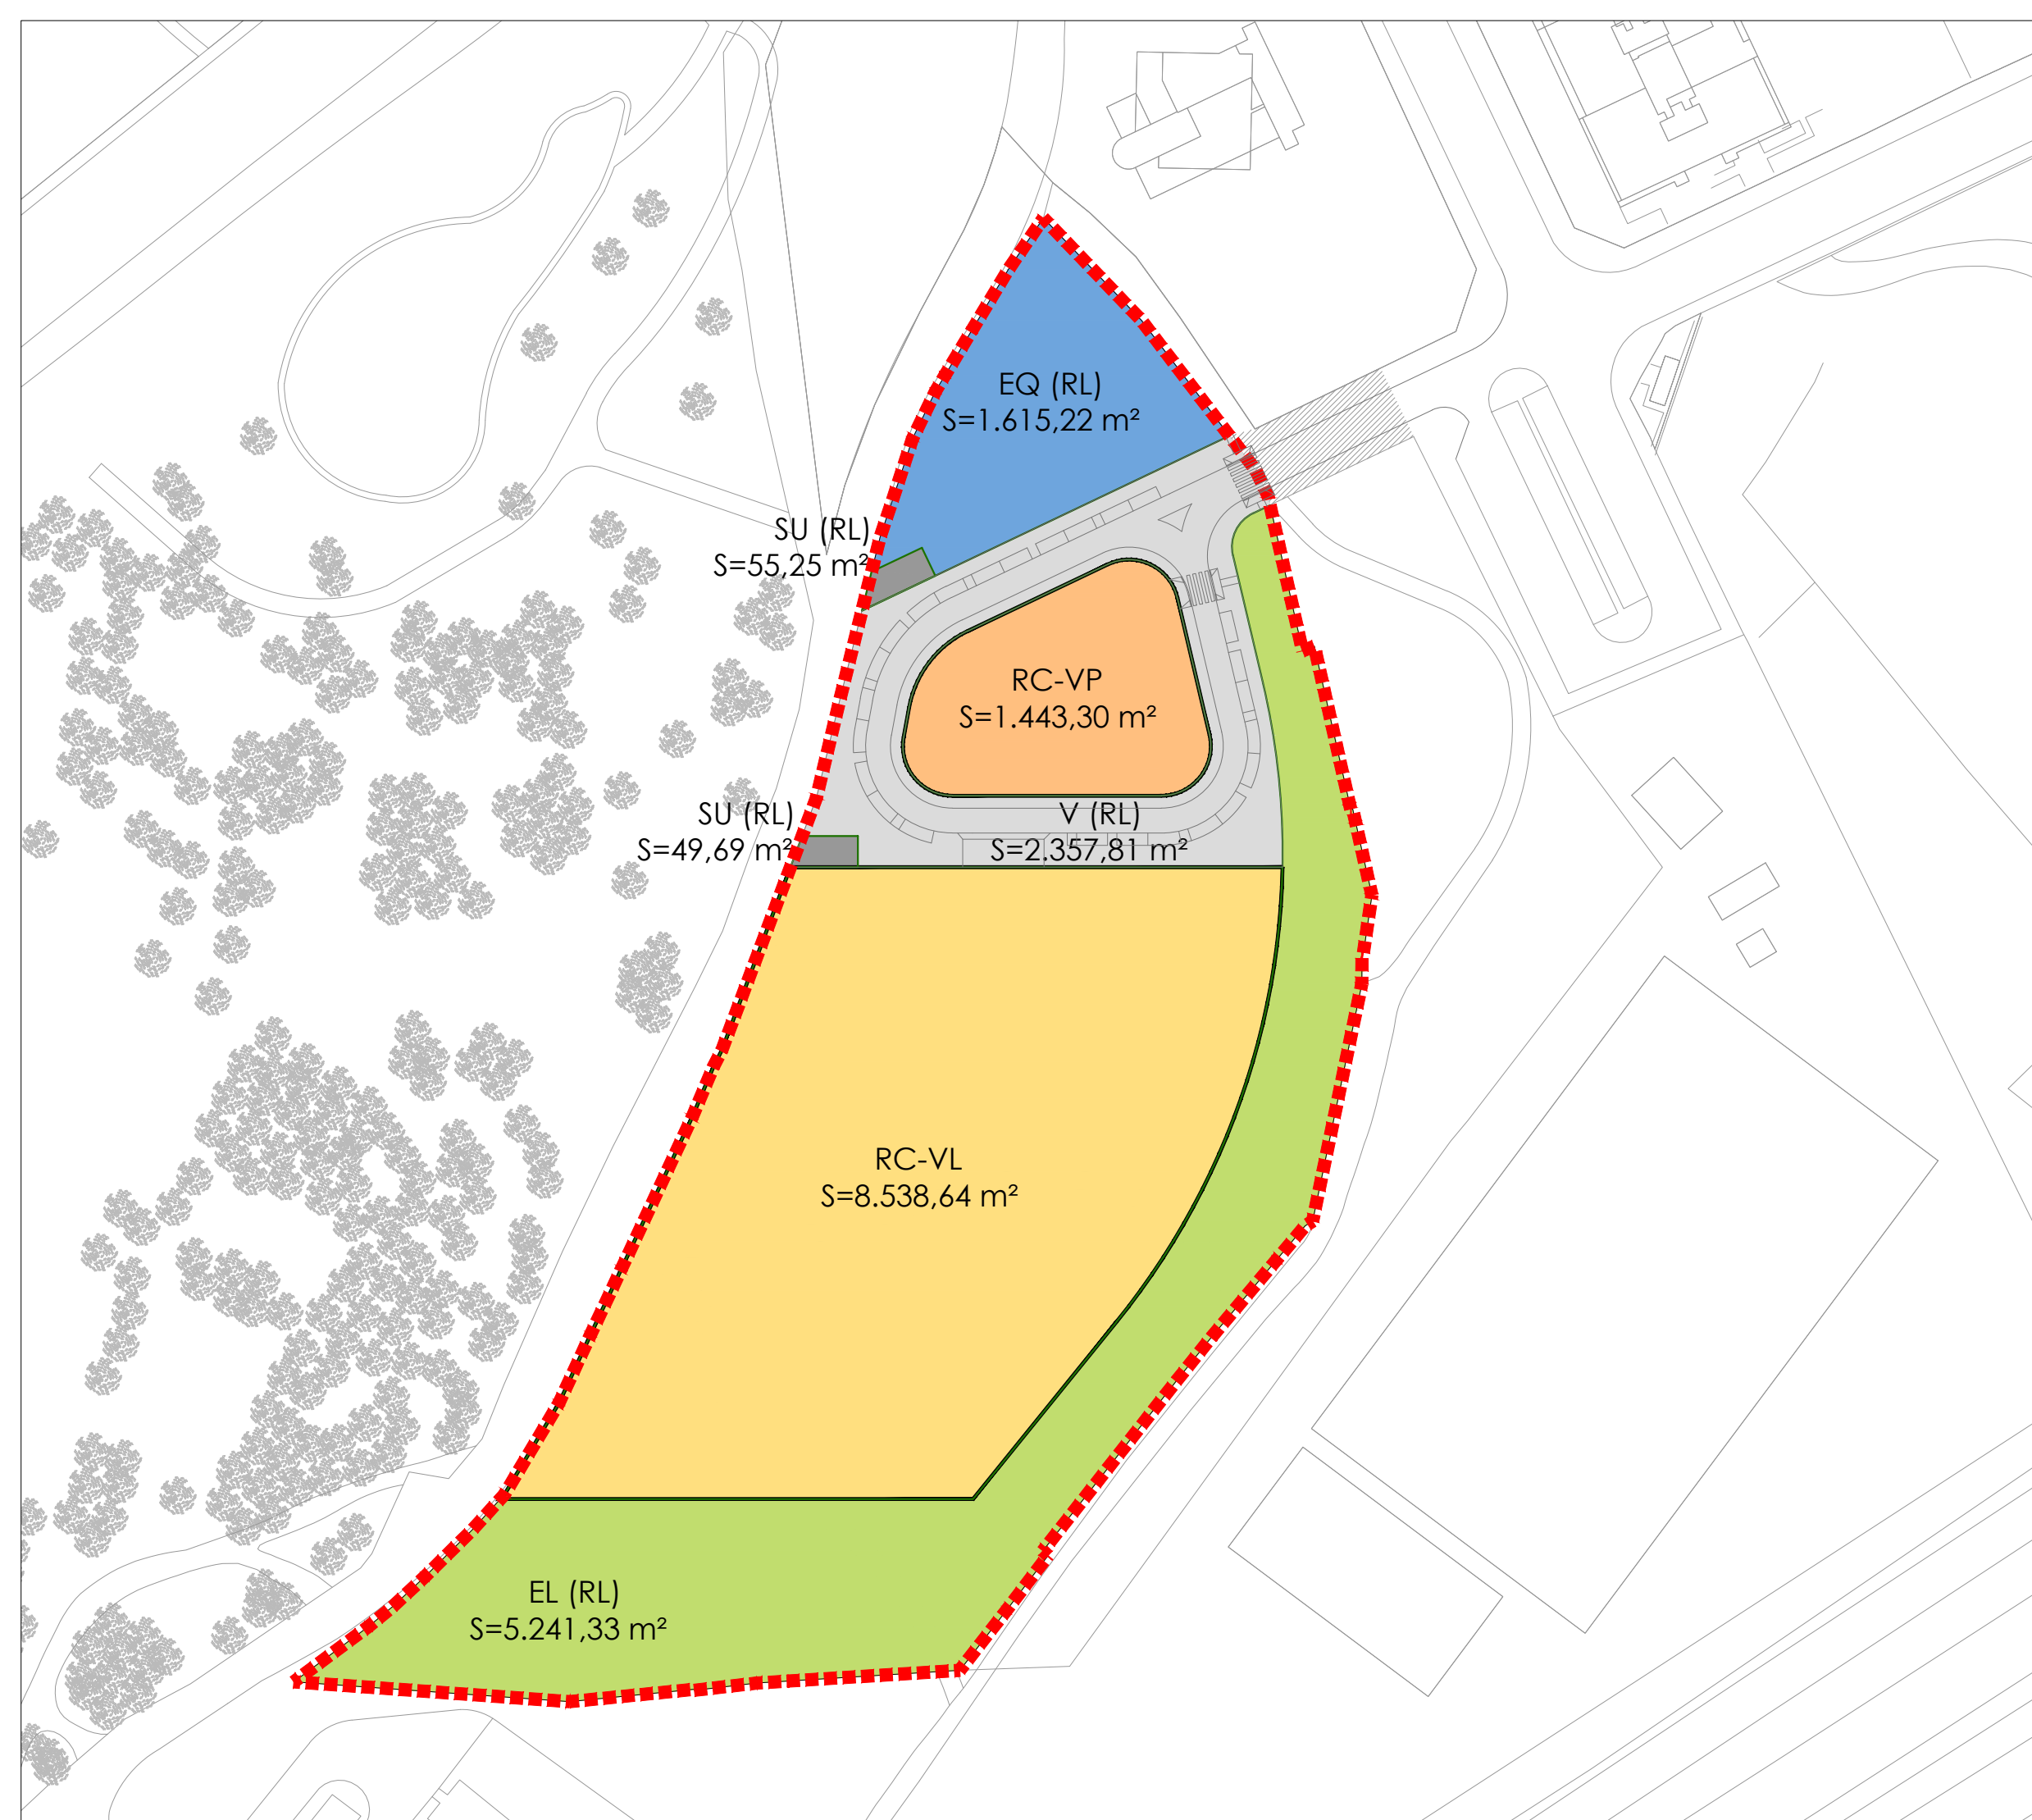 EQ (RL)
S=1.615,22 m²
SU (RL)
S=55,25 m²
RC-VP
S=1.443,30 m²
SU (RL)
S=49,69 m²
V (RL)
S=2.357,81 m²
RC-VL
S=8.538,64 m²
EL (RL)
S=5.241,33 m²